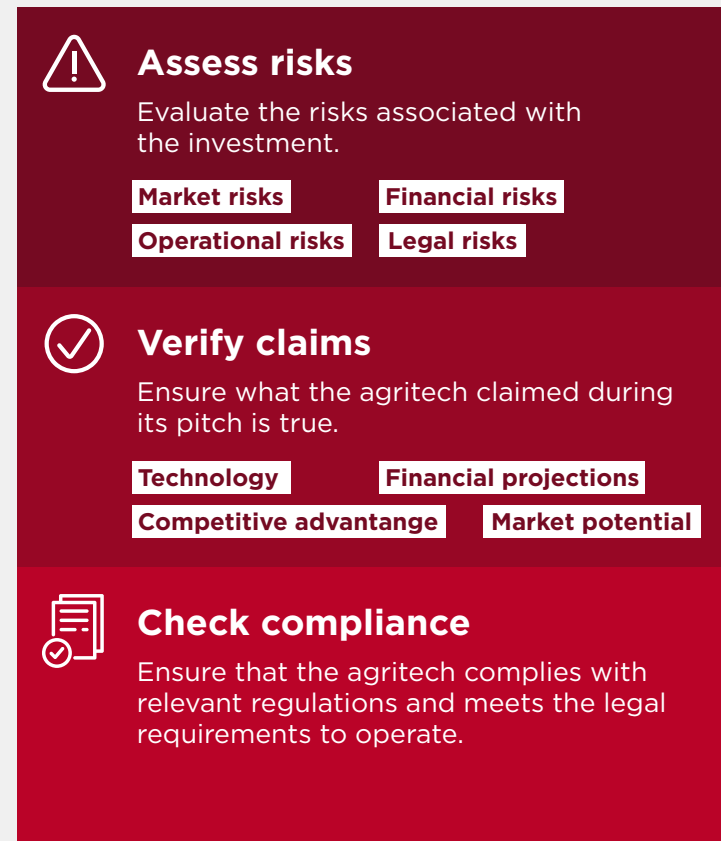 Assess risks
Evaluate the risks associated with
the investment.
Market risks Financial risks
Operational risks Legal risks
Verify claims
Ensure what the agritech claimed during
its pitch is true.
Technology Financial projections
Competitive advantange Market potential
Check compliance
Ensure that the agritech complies with
relevant regulations and meets the legal
requirements to operate.